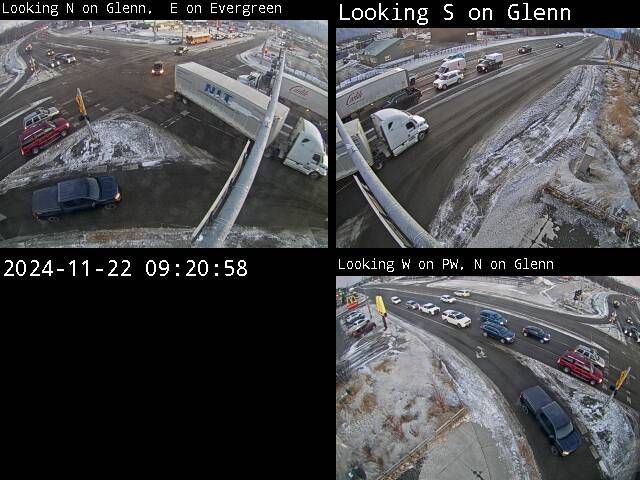 Looking N on Glenn,  E on Evergreen
Looking S on Glenn
2024-11-22 09:20:58
Looking W on PW, N on Glenn